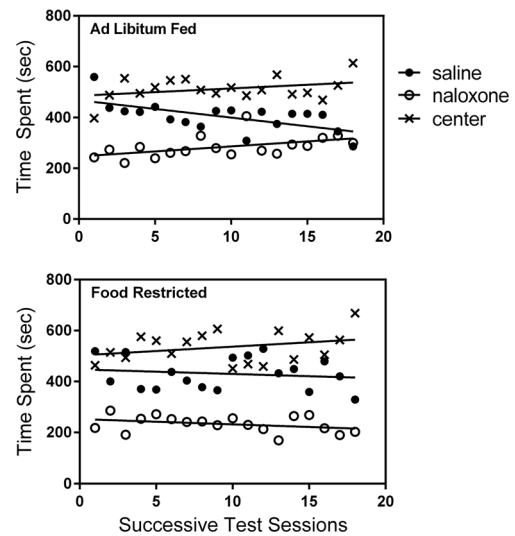 800
Ad Libitum Fed
600
400
200
0
0 5 10 15 20
Time Spent (sec)
saline
naloxone
center
800
Food Restricted
600
400
200
0
0 5 10 15 20
Time Spent (sec)
Successive Test Sessions